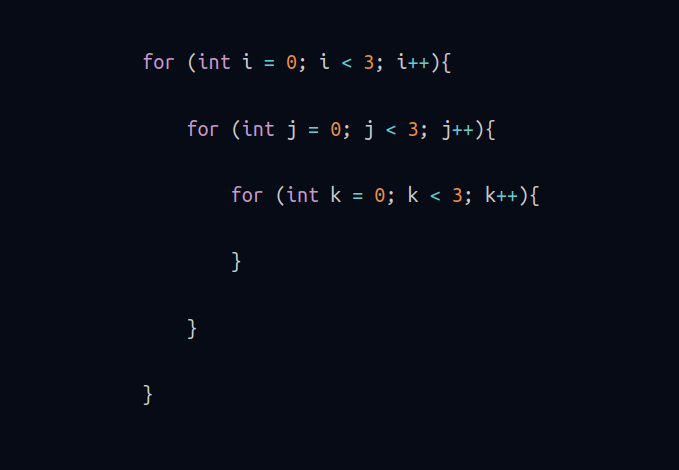 for (int i = 0; i < 3; i++){
for (int j = 0; j < 3; j++){
for (int k = 0; k < 3; k++){
}
}
}